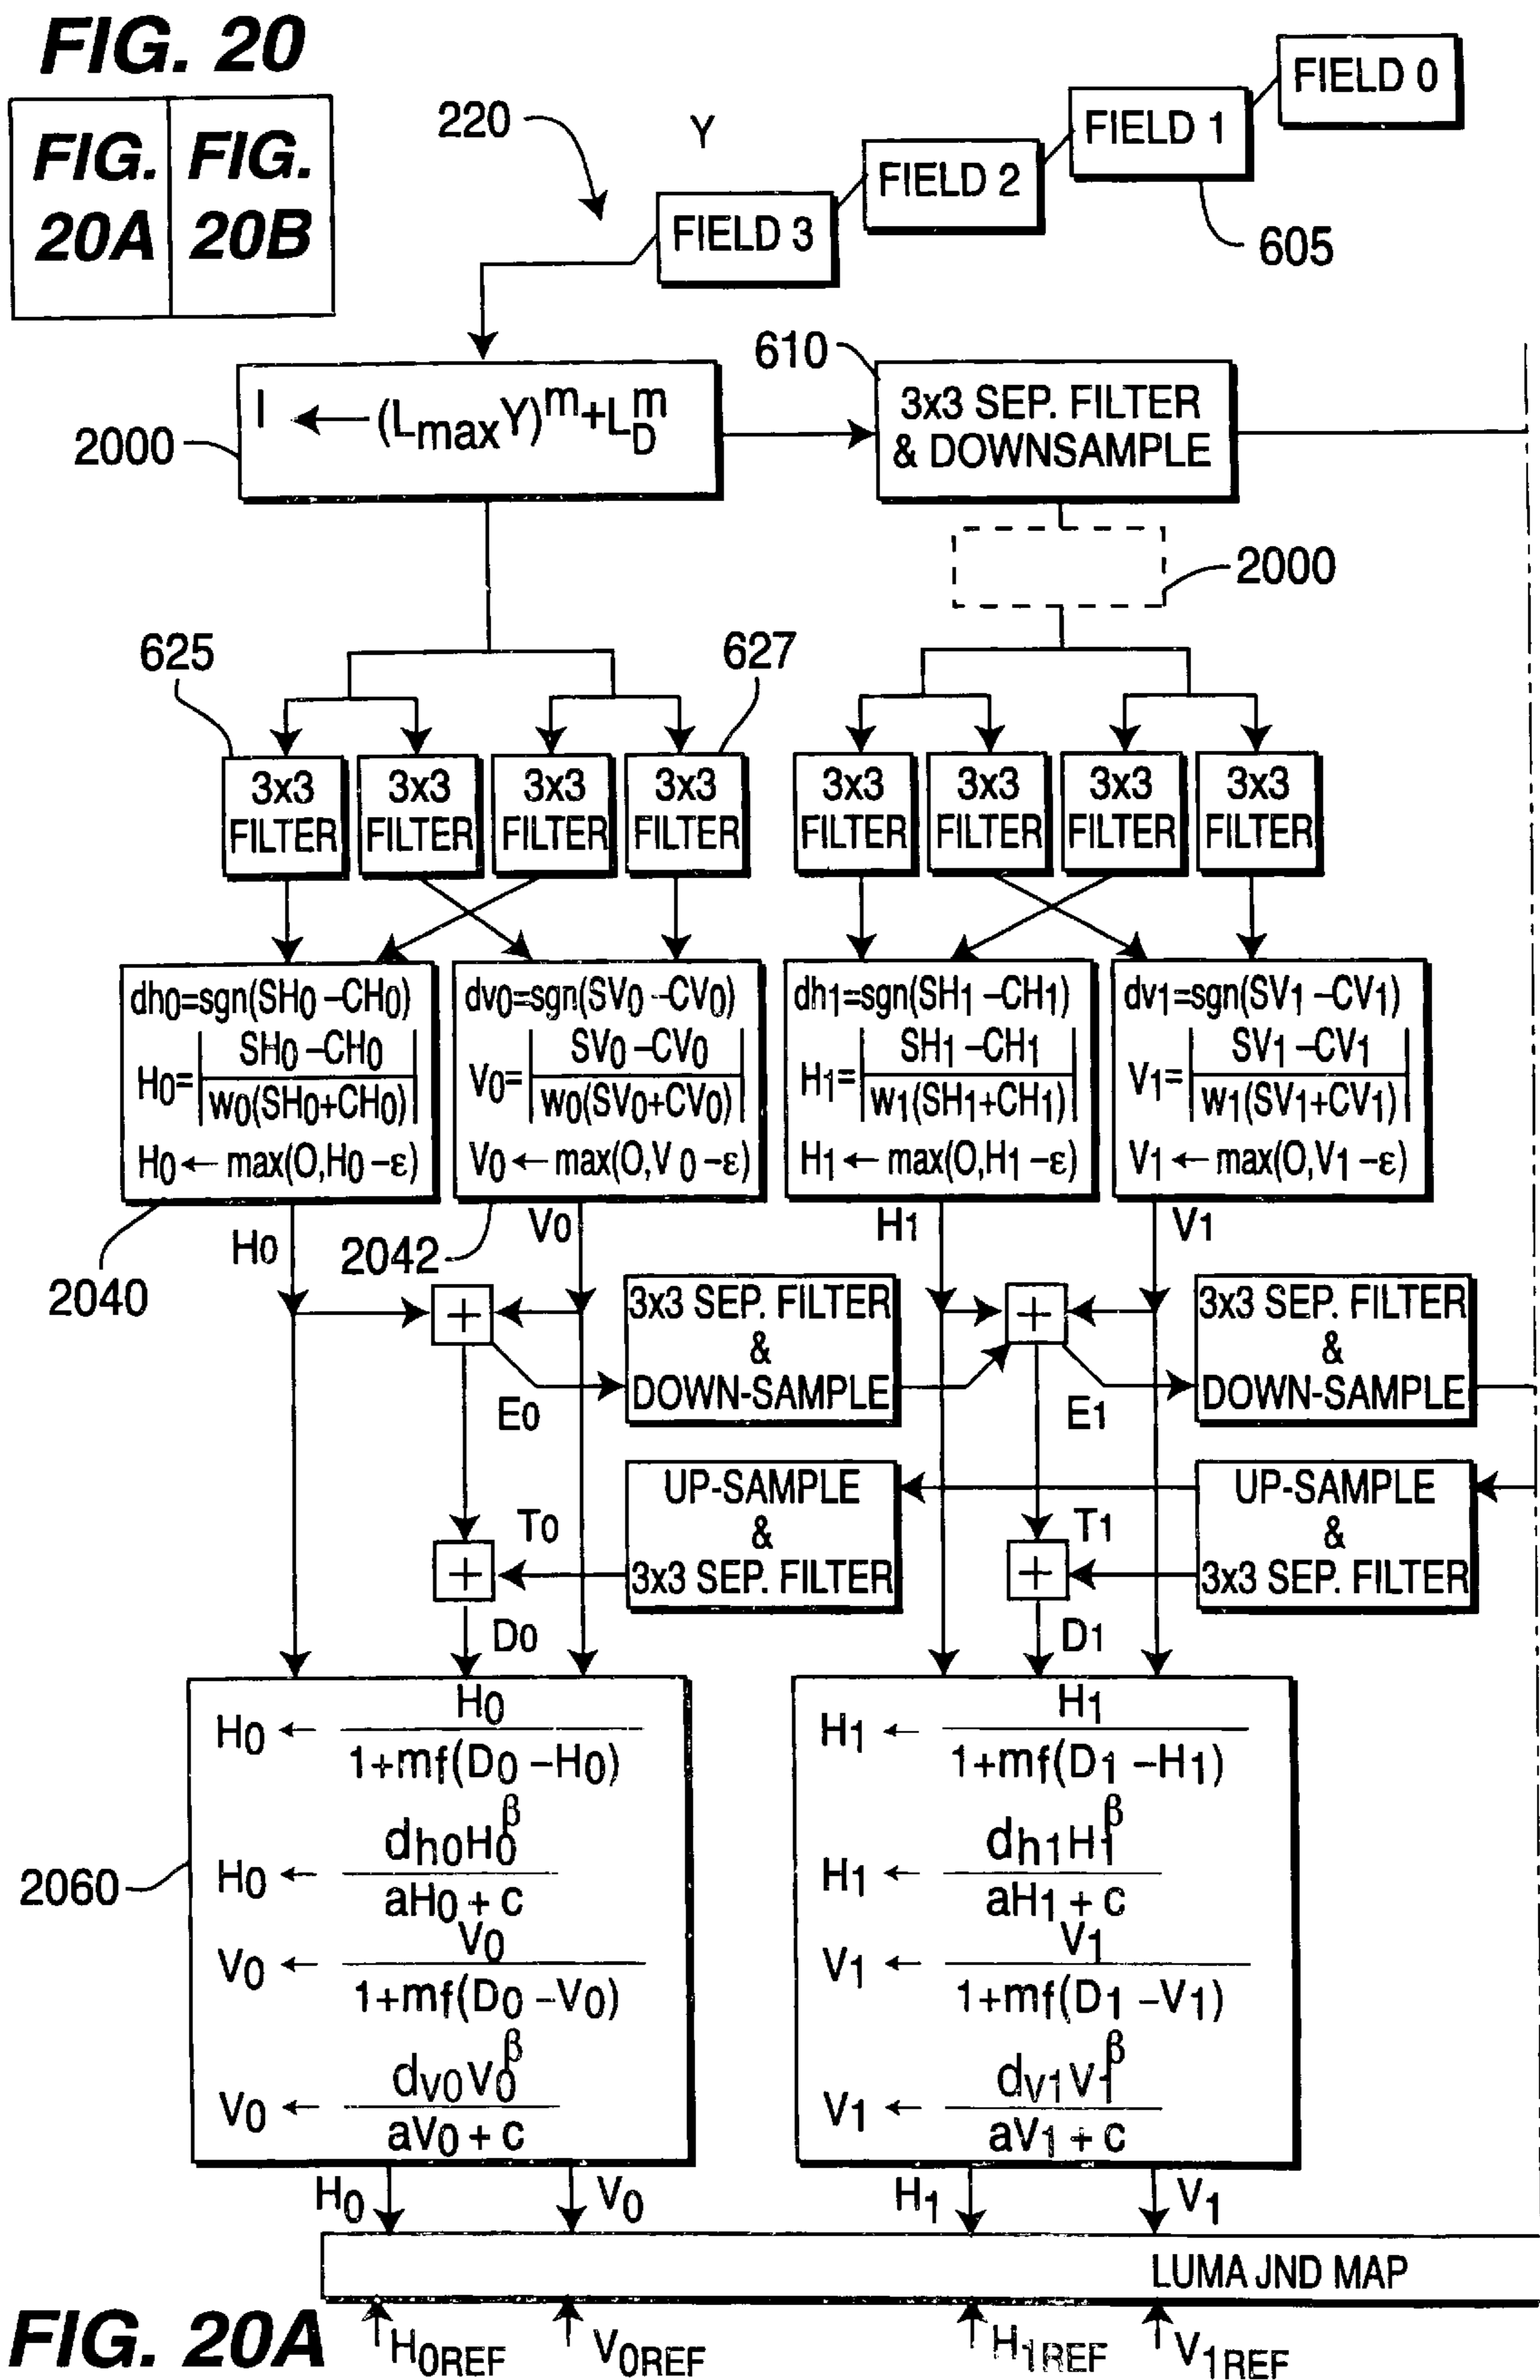 FIG. 20
FIG. 20A
FIG. 20B
220
Y
FIELD 0
FIELD 1
FIELD 2
FIELD 3
605
610
I ← (LmaxY)^m+L_D^m
2000
3x3 SEP. FILTER
& DOWNSAMPLE
2000
625
627
3x3
FILTER
3x3
FILTER
3x3
FILTER
3x3
FILTER
3x3
FILTER
3x3
FILTER
3x3
FILTER
3x3
FILTER
dh0=sgn(SH0 –CH0)
H0=|SH0 –CH0 / w0(SH0+CH0)|
H0 ← max(O,H0 –ε)
dv0=sgn(SV0 –CV0)
V0=|SV0 –CV0 / w0(SV0+CV0)|
V0 ← max(O,V0 –ε)
dh1=sgn(SH1 –CH1)
H1=|SH1 –CH1 / w1(SH1+CH1)|
H1 ← max(O,H1 –ε)
dv1=sgn(SV1 –CV1)
V1=|SV1 –CV1 / w1(SV1+CV1)|
V1 ← max(O,V1 –ε)
2040
H0
2042
V0
H1
V1
+
3x3 SEP. FILTER
&
DOWN-SAMPLE
+
3x3 SEP. FILTER
&
DOWN-SAMPLE
E0
E1
UP-SAMPLE
&
3x3 SEP. FILTER
UP-SAMPLE
&
3x3 SEP. FILTER
T0
T1
+
+
D0
D1
2060
H0 ← H0 / 1+mf(D0 –H0)
H0 ← dh0H0^β / aH0 + c
V0 ← V0 / 1+mf(D0 –V0)
V0 ← dv0V0^β / aV0 + c
H1 ← H1 / 1+mf(D1 –H1)
H1 ← dh1H1^β / aH1 + c
V1 ← V1 / 1+mf(D1 –V1)
V1 ← dv1V1^β / aV1 + c
H0
V0
H1
V1
LUMA JND MAP
FIG. 20A
H0REF
V0REF
H1REF
V1REF